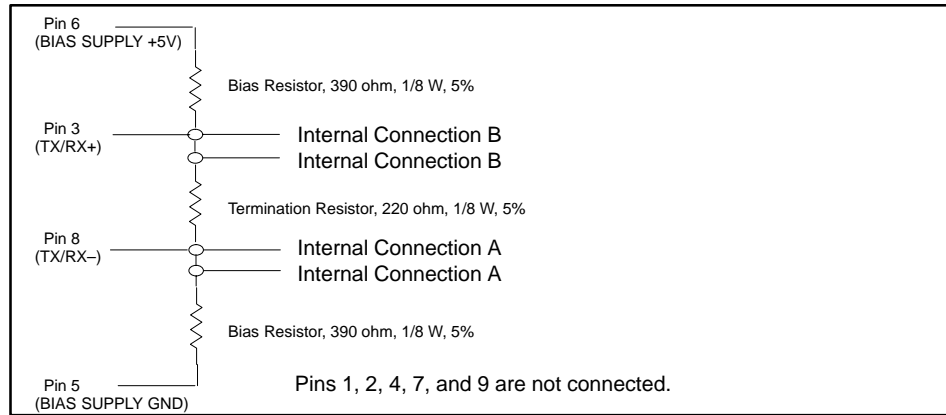 Pin 6
(BIAS SUPPLY +5V)
Bias Resistor, 390 ohm, 1/8 W, 5%
Pin 3
(TX/RX+)
Internal Connection B
Internal Connection B
Termination Resistor, 220 ohm, 1/8 W, 5%
Pin 8
(TX/RX–)
Internal Connection A
Internal Connection A
Bias Resistor, 390 ohm, 1/8 W, 5%
Pin 5
(BIAS SUPPLY GND)
Pins 1, 2, 4, 7, and 9 are not connected.